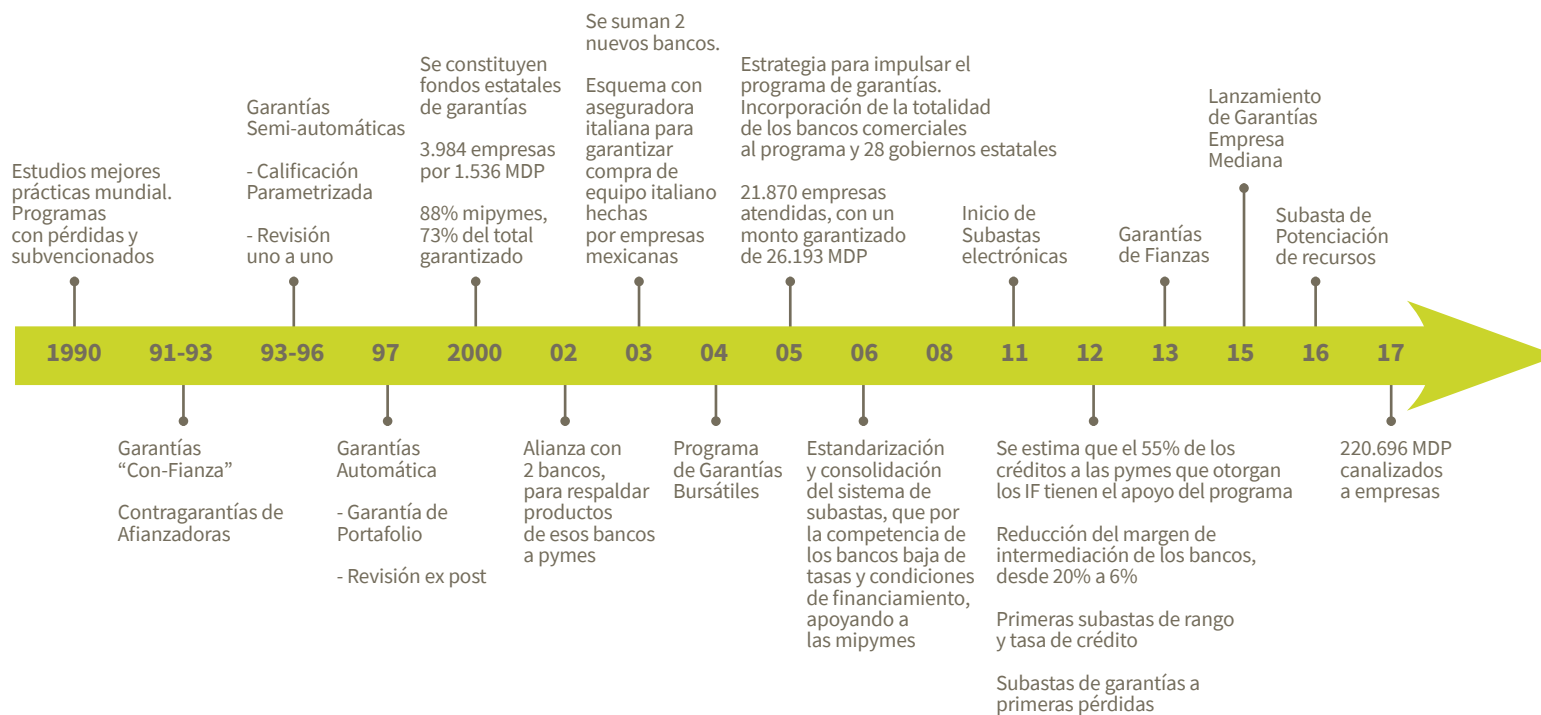 Estudios mejores
prácticas mundial.
Programas
con pérdidas y
subvencionados
Garantías
Semi-automáticas
- Calificación
Parametrizada
- Revisión
uno a uno
Se constituyen
fondos estatales
de garantías
3.984 empresas
por 1.536 MDP
88% mipymes,
73% del total
garantizado
Se suman 2
nuevos bancos.
Esquema con
aseguradora
italiana para
garantizar
compra de
equipo italiano
hechas
por empresas
mexicanas
Estrategia para impulsar el
programa de garantías.
Incorporación de la totalidad
de los bancos comerciales
al programa y 28 gobiernos estatales
21.870 empresas
atendidas, con un
monto garantizado
de 26.193 MDP
Inicio de
Subastas
electrónicas
Garantías
de Fianzas
Lanzamiento
de Garantías
Empresa
Mediana
Subasta de
Potenciación
de recursos
1990 91-93 93-96 97 2000 02 03 04 05 06 08 11 12 13 15 16 17
Garantías
“Con-Fianza”
Contragarantías de
Afianzadoras
Garantías
Automática
- Garantía de
Portafolio
- Revisión ex post
Alianza con
2 bancos,
para respaldar
productos
de esos bancos
a pymes
Programa
de Garantías
Bursátiles
Estandarización
y consolidación
del sistema de
subastas, que por
la competencia de
los bancos baja de
tasas y condiciones
de financiamiento,
apoyando a
las mipymes
Se estima que el 55% de los
créditos a las pymes que otorgan
los IF tienen el apoyo del programa
Reducción del margen de
intermediación de los bancos,
desde 20% a 6%
Primeras subastas de rango
y tasa de crédito
Subastas de garantías a
primeras pérdidas
220.696 MDP
canalizados
a empresas